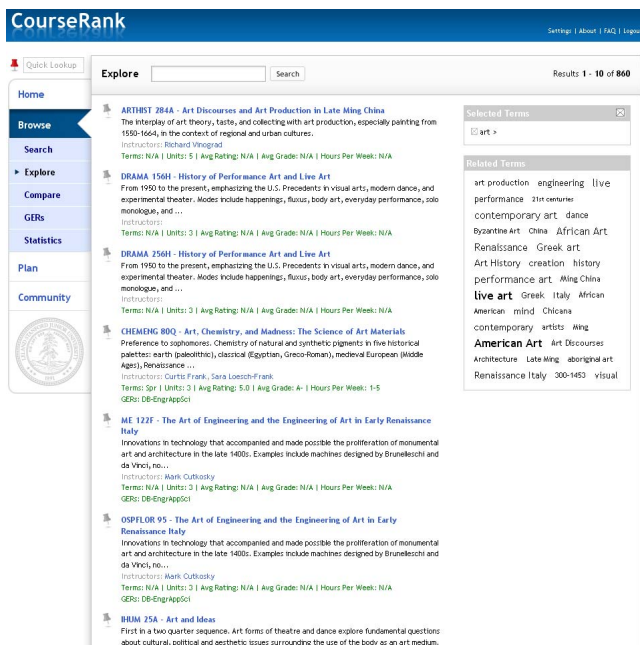 CourseRank
Settings | About | FAQ | Logou
Quick Lookup
Home
Browse
Search
Explore
Compare
GERs
Statistics
Plan
Community
Explore
Search
Results 1 - 10 of 860
ARTHIST 284A - Art Discourses and Art Production in Late Ming China
The interplay of art theory, taste, and collecting with art production, especially painting from
1550-1664, in the context of regional and urban cultures.
Instructors: Richard Vinograd
Terms: N/A | Units: 5 | Avg Rating: N/A | Avg Grade: N/A | Hours Per Week: N/A
DRAMA 156H - History of Performance Art and Live Art
From 1950 to the present, emphasizing the U.S. Precedents in visual arts, modern dance, and
experimental theater. Modes include happenings, fluxus, body art, everyday performance, solo
monologue, and ...
Instructors:
Terms: N/A | Units: 3 | Avg Rating: N/A | Avg Grade: N/A | Hours Per Week: N/A
DRAMA 256H - History of Performance Art and Live Art
From 1950 to the present, emphasizing the U.S. Precedents in visual arts, modern dance, and
experimental theater. Modes include happenings, fluxus, body art, everyday performance, solo
monologue, and ...
Instructors:
Terms: N/A | Units: 3 | Avg Rating: N/A | Avg Grade: N/A | Hours Per Week: N/A
CHEMENG 80Q - Art, Chemistry, and Madness: The Science of Art Materials
Preference to sophomores. Chemistry of natural and synthetic pigments in five historical
palettes: earth (paleolithic), classical (Egyptian, Greco-Roman), medieval European (Middle
Ages), Renaissance ...
Instructors: Curtis Frank, Sara Loesch-Frank
Terms: Spr | Units: 3 | Avg Rating: 5.0 | Avg Grade: A- | Hours Per Week: 1-5
GERs: DB-EngrAppSci
ME 122F - The Art of Engineering and the Engineering of Art in Early Renaissance
Italy
Innovations in technology that accompanied and made possible the proliferation of monumental
art and architecture in the late 1400s. Examples include machines designed by Brunelleschi and
da Vinci, no...
Instructors: Mark Cutkosky
Terms: N/A | Units: 3 | Avg Rating: N/A | Avg Grade: N/A | Hours Per Week: N/A
GERs: DB-EngrAppSci
OSPFLOR 95 - The Art of Engineering and the Engineering of Art in Early
Renaissance Italy
Innovations in technology that accompanied and made possible the proliferation of monumental
art and architecture in the late 1400s. Examples include machines designed by Brunelleschi and
da Vinci, no...
Instructors: Mark Cutkosky
Terms: N/A | Units: 3 | Avg Rating: N/A | Avg Grade: N/A | Hours Per Week: N/A
GERs: DB-EngrAppSci
IHUM 25A - Art and Ideas
First in a two quarter sequence. Art forms of theatre and dance explore fundamental questions
about cultural, political and aesthetic issues surrounding the use of the body as an art medium.
Selected Terms
art >
Related Terms
art production engineering live
performance 21st centuries
contemporary art dance
Byzantine Art China African Art
Renaissance Greek art
Art History creation history
performance art Ming China
live art Greek Italy African
American mind Chicana
contemporary artists Ming
American Art Art Discourses
Architecture Late Ming aboriginal art
Renaissance Italy 300-1453 visual